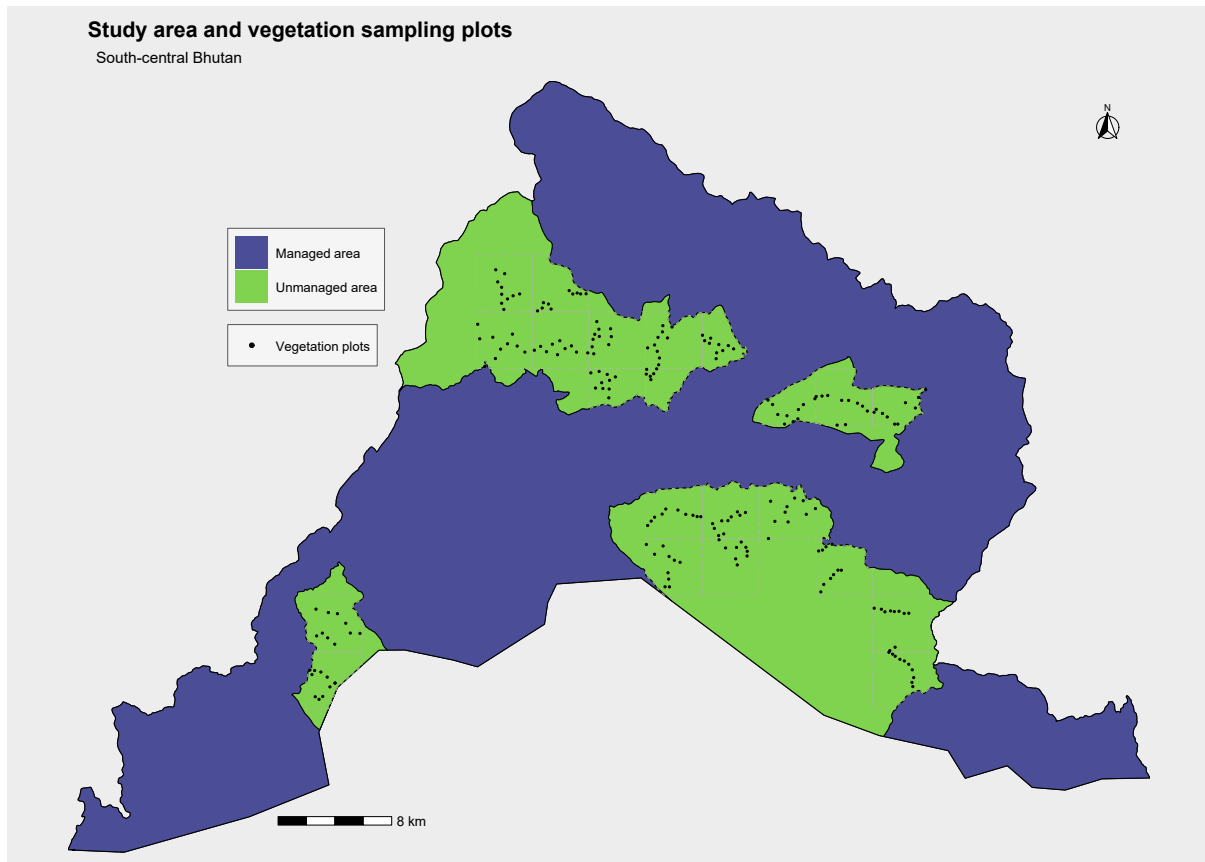 Study area and vegetation sampling plots
South-central Bhutan
N
Managed area
Unmanaged area
Vegetation plots
8 km